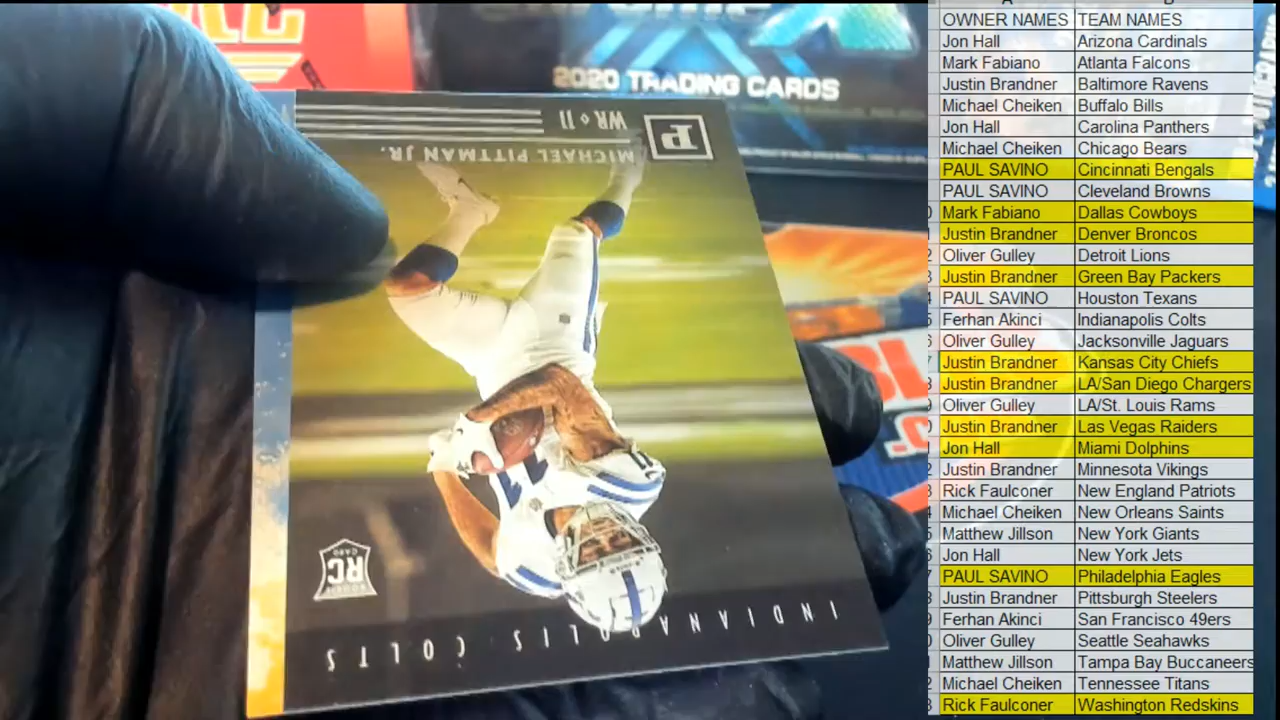 2020 TRADING CARDS
P
WR 11
MICHAEL PITTMAN JR.
ROOKIE
RC
CARD
INDIANAPOLIS COLTS
OWNER NAMES TEAM NAMES
Jon Hall Arizona Cardinals
Mark Fabiano Atlanta Falcons
Justin Brandner Baltimore Ravens
Michael Cheiken Buffalo Bills
Jon Hall Carolina Panthers
Michael Cheiken Chicago Bears
PAUL SAVINO Cincinnati Bengals
PAUL SAVINO Cleveland Browns
Mark Fabiano Dallas Cowboys
Justin Brandner Denver Broncos
Oliver Gulley Detroit Lions
Justin Brandner Green Bay Packers
PAUL SAVINO Houston Texans
Ferhan Akinci Indianapolis Colts
Oliver Gulley Jacksonville Jaguars
Justin Brandner Kansas City Chiefs
Justin Brandner LA/San Diego Chargers
Oliver Gulley LA/St. Louis Rams
Justin Brandner Las Vegas Raiders
Jon Hall Miami Dolphins
Justin Brandner Minnesota Vikings
Rick Faulconer New England Patriots
Michael Cheiken New Orleans Saints
Matthew Jillson New York Giants
Jon Hall New York Jets
PAUL SAVINO Philadelphia Eagles
Justin Brandner Pittsburgh Steelers
Ferhan Akinci San Francisco 49ers
Oliver Gulley Seattle Seahawks
Matthew Jillson Tampa Bay Buccaneers
Michael Cheiken Tennessee Titans
Rick Faulconer Washington Redskins